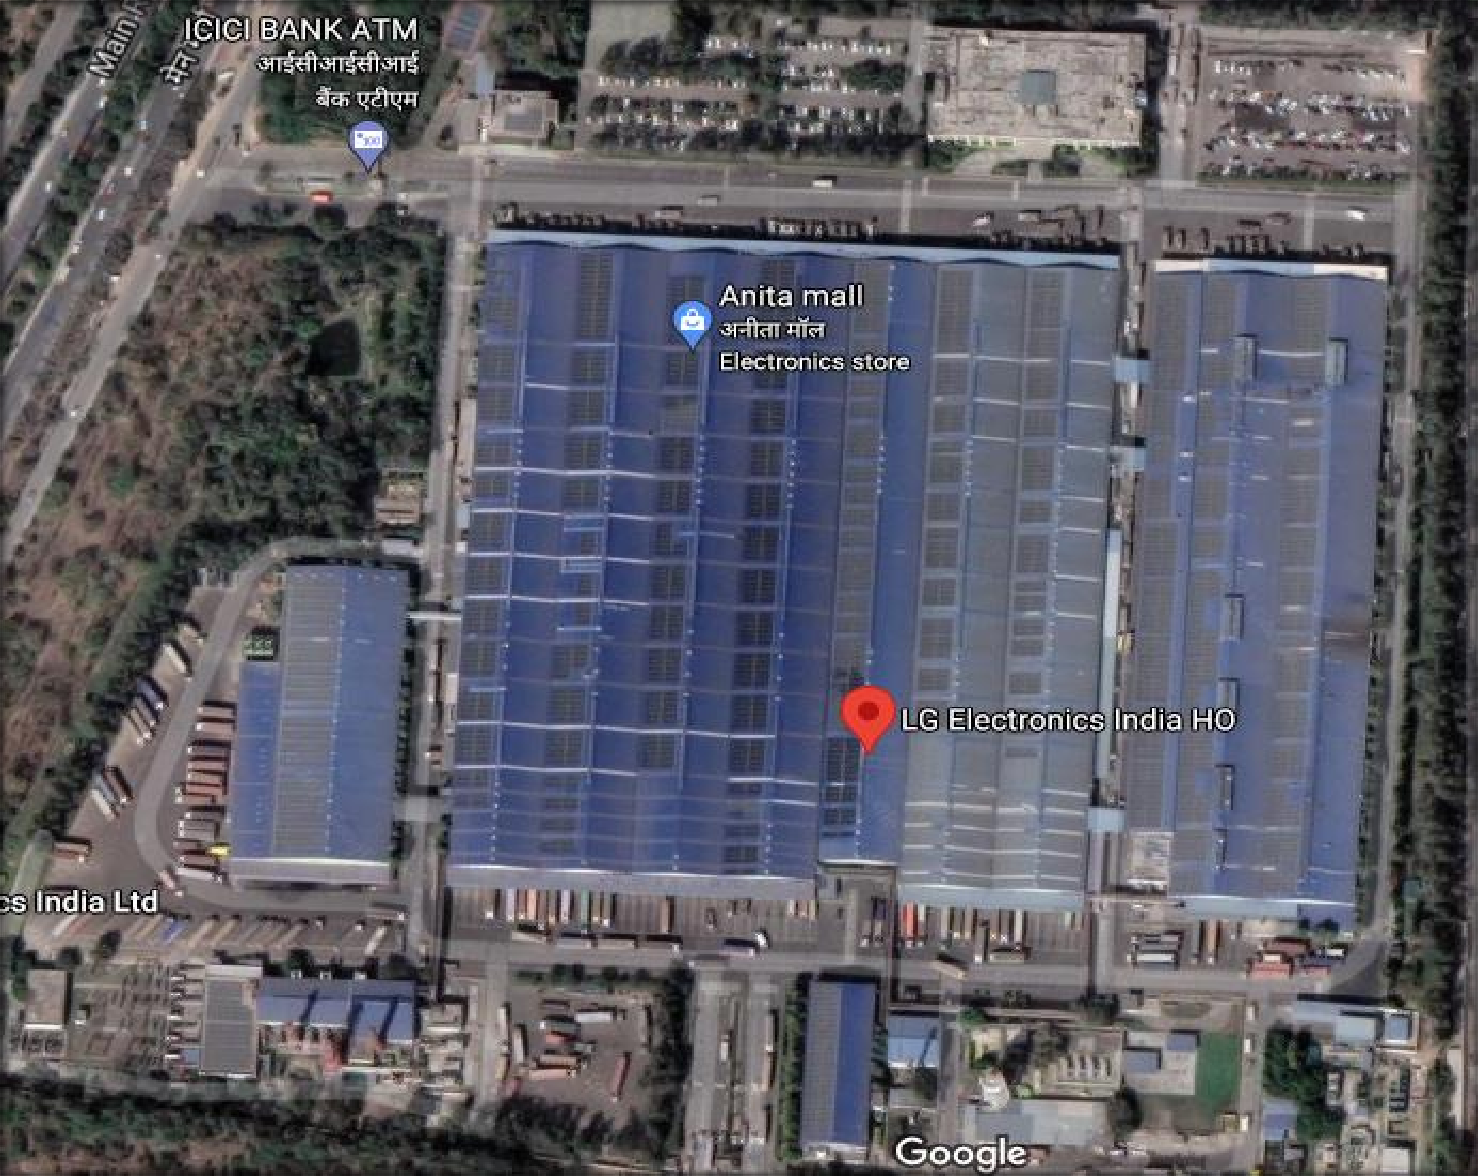 Main
मेन
ICICI BANK ATM
आईसीआईसीआई
बैंक एटीएम
Anita mall
अनीता मॉल
Electronics store
LG Electronics India HO
cs India Ltd
Google